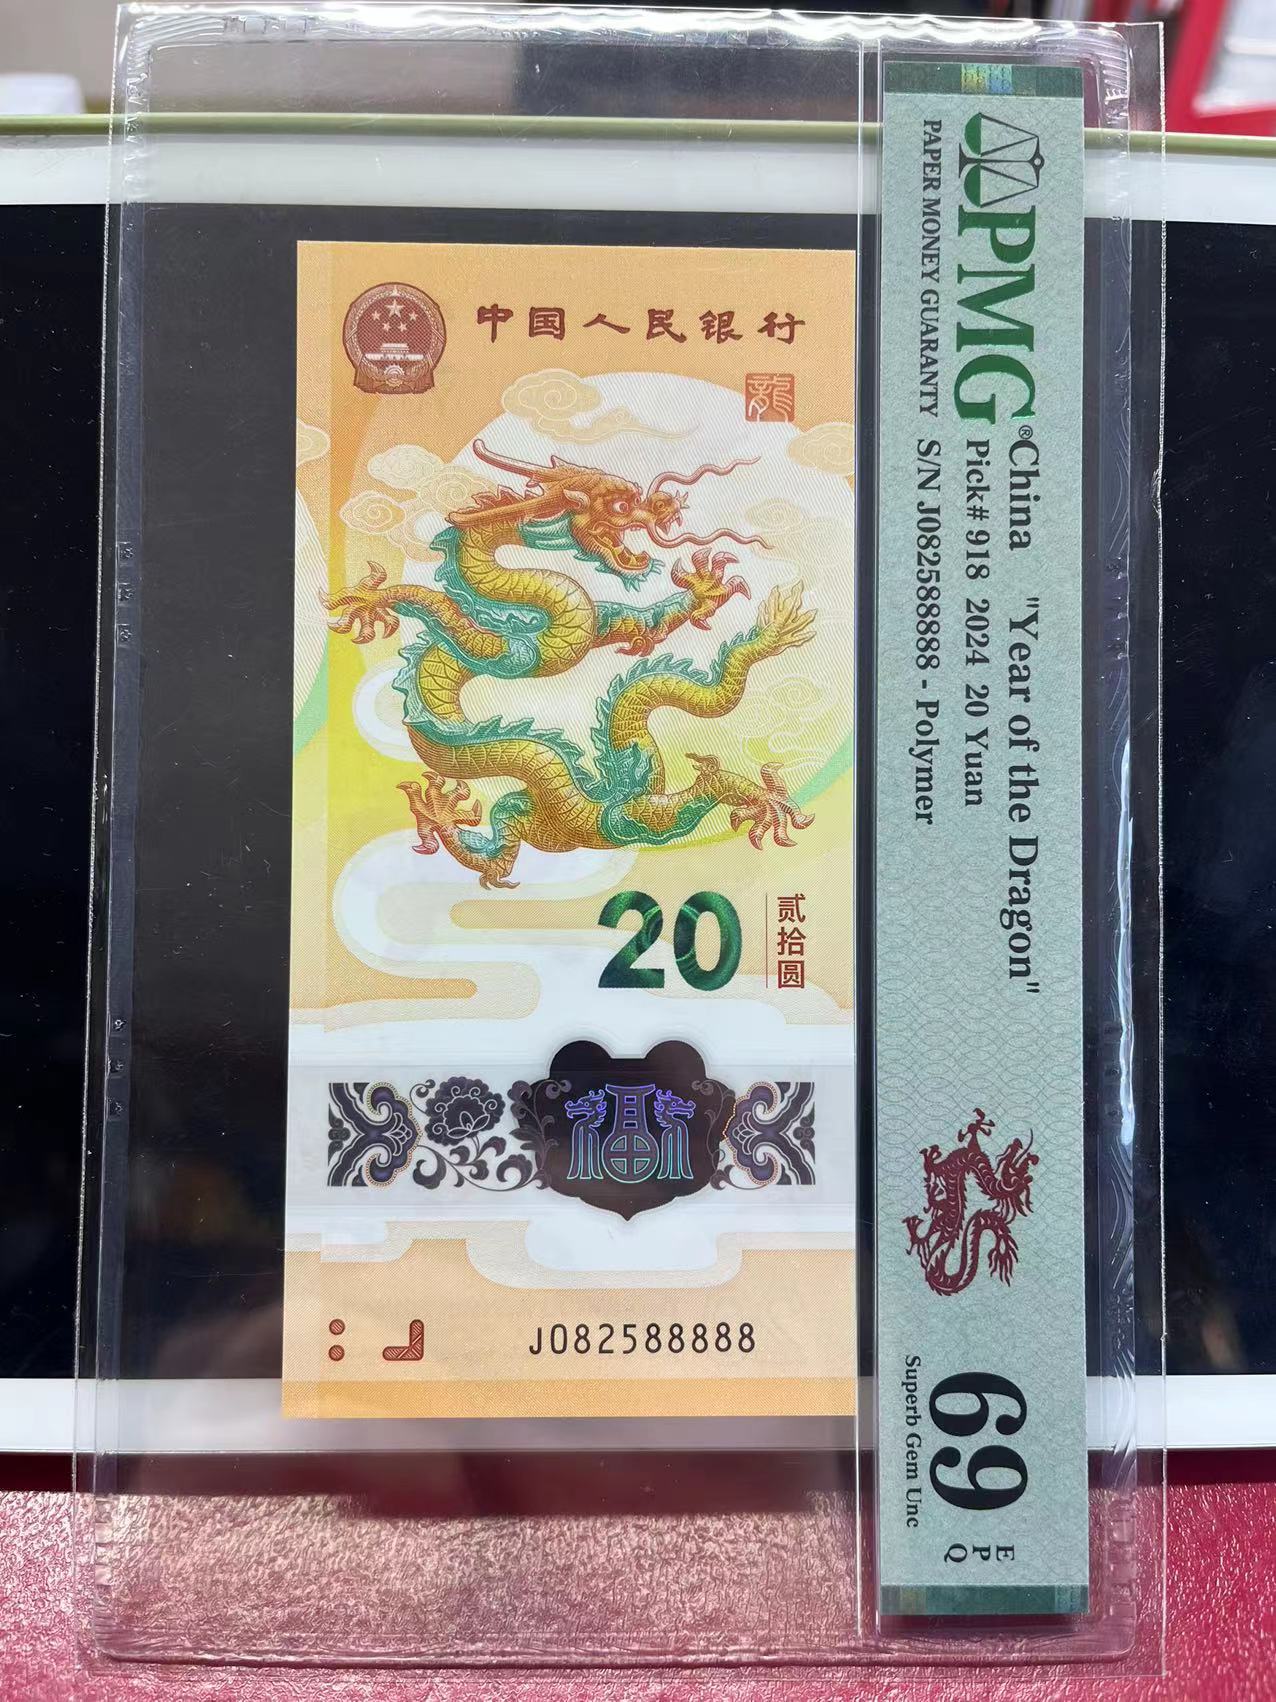 中国人民银行
龍
20
贰拾圆
福
J082588888
PMG®
PAPER MONEY GUARANTY
China "Year of the Dragon"
Pick# 918 2024 20 Yuan
S/N J082588888 - Polymer
69 EPQ
Superb Gem Unc